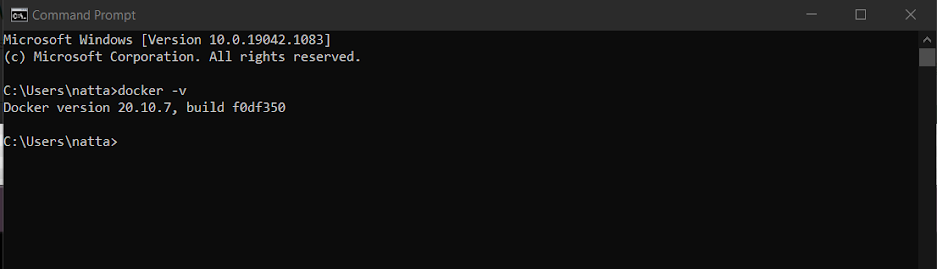 Command Prompt
Microsoft Windows [Version 10.0.19042.1083]
(c) Microsoft Corporation. All rights reserved.
C:\Users\natta>docker -v
Docker version 20.10.7, build f0df350
C:\Users\natta>